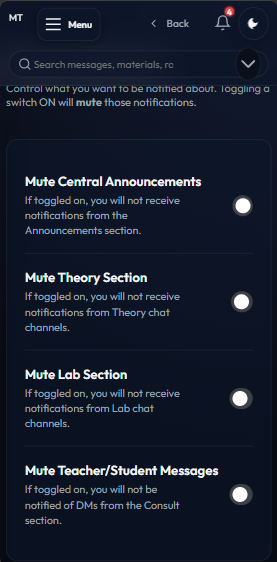 MT
Menu
Back
4
Search messages, materials, ro
Control what you want to be notified about. Toggling a
switch ON will mute those notifications.
Mute Central Announcements
If toggled on, you will not receive
notifications from the
Announcements section.
Mute Theory Section
If toggled on, you will not receive
notifications from Theory chat
channels.
Mute Lab Section
If toggled on, you will not receive
notifications from Lab chat
channels.
Mute Teacher/Student Messages
If toggled on, you will not be
notified of DMs from the Consult
section.